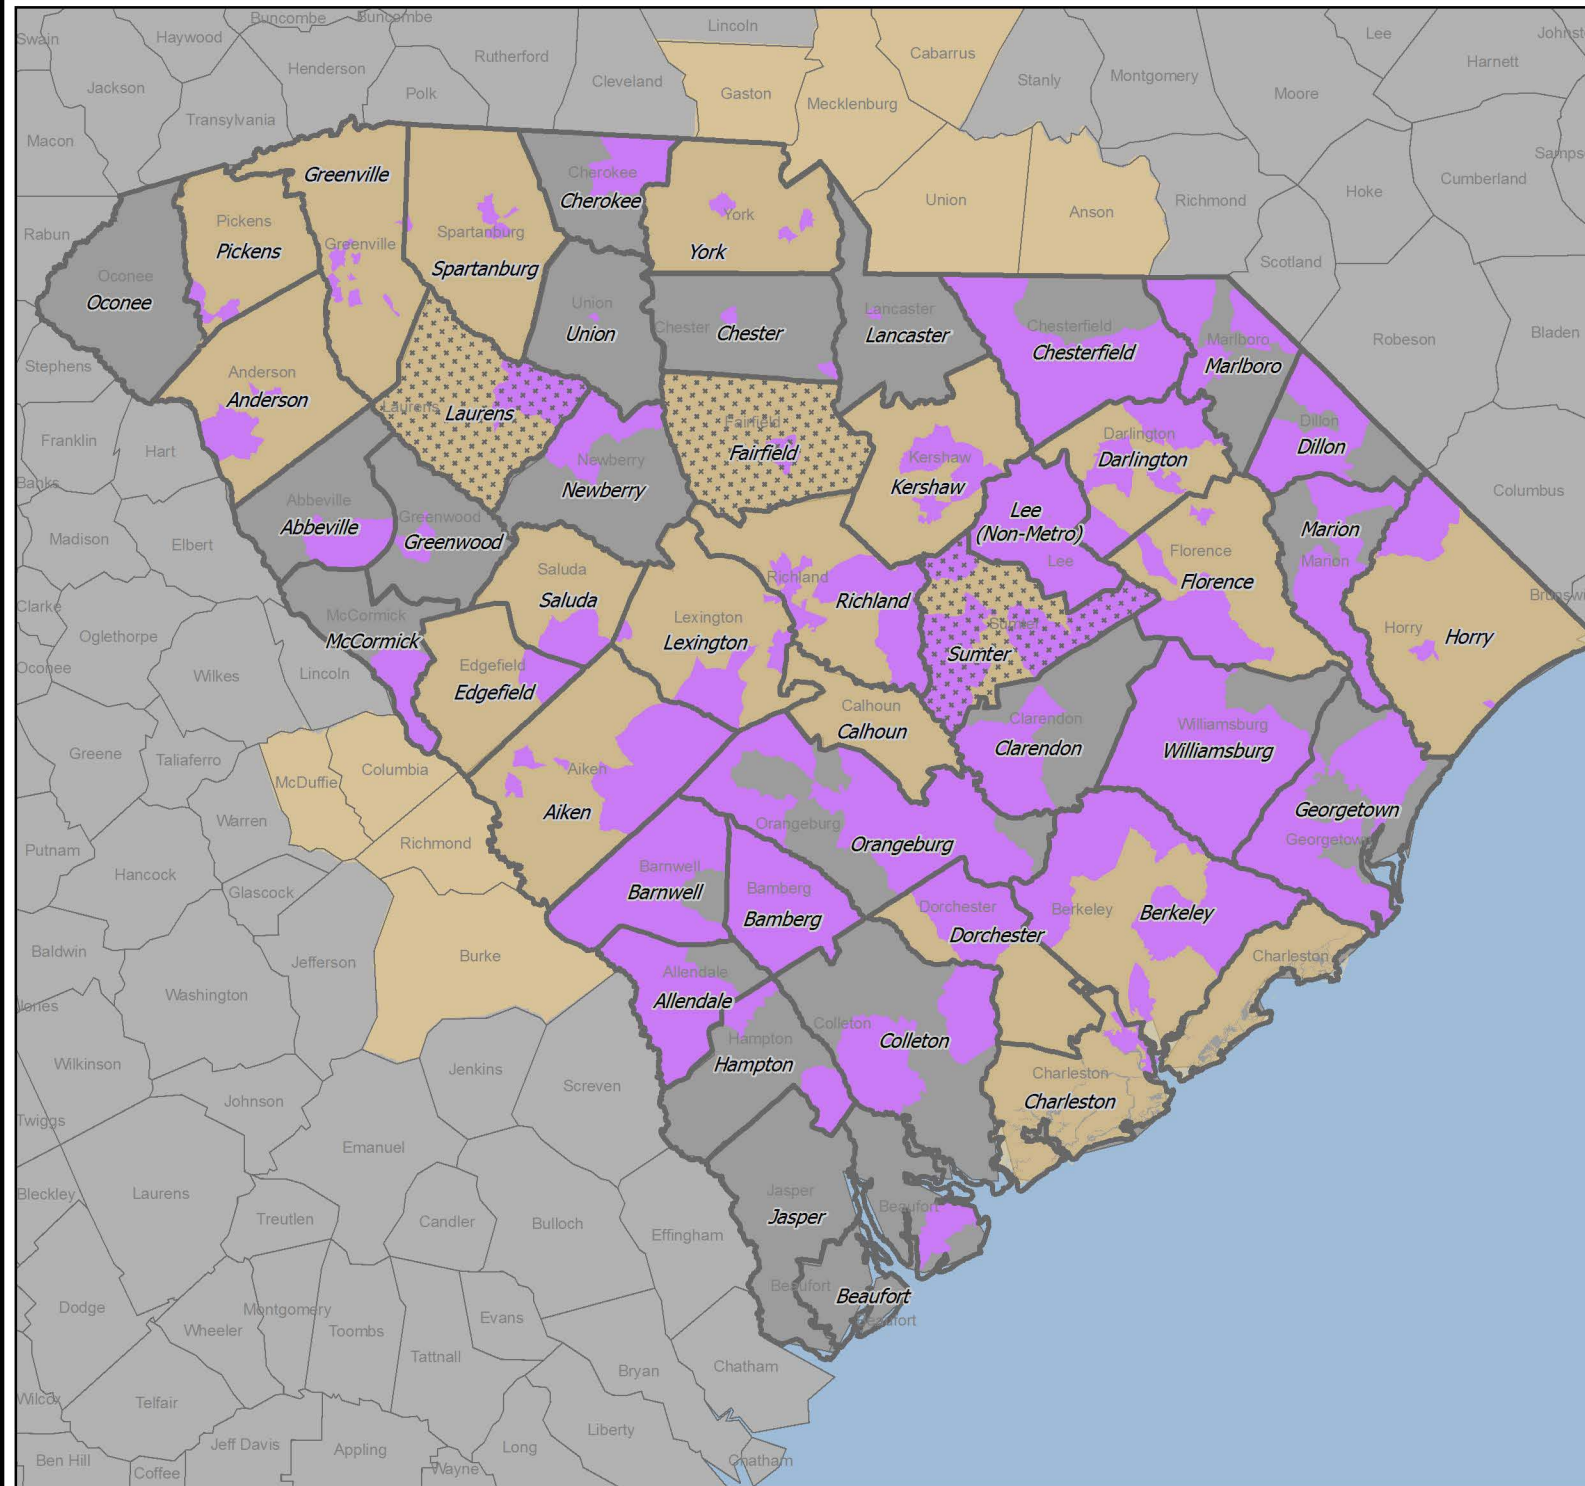 Buncombe
Buncombe
Lincoln
Swain
Haywood
Rutherford
Cabarrus
Lee
Henderson
Cleveland
Stanly
Montgomery
Harnett
Jackson
Polk
Gaston
Mecklenburg
Moore
Transylvania
Macon
Greenville
Cherokee
Cherokee
Cumberland
Hoke
Richmond
Union
Anson
Pickens
Pickens
Greenville
Spartanburg
Spartanburg
York
York
Rabun
Scotland
Oconee
Oconee
Union
Union
Chester
Chester
Lancaster
Lancaster
Chesterfield
Chesterfield
Marlboro
Marlboro
Robeson
Bladen
Stephens
Anderson
Anderson
Laurens
Laurens
Fairfield
Fairfield
Darlington
Darlington
Dillon
Dillon
Franklin
Hart
Banks
Newberry
Newberry
Kershaw
Kershaw
Columbus
Abbeville
Abbeville
Greenwood
Greenwood
Lee
(Non-Metro)
Lee
Marion
Marion
Madison
Elbert
Florence
Florence
Saluda
Saluda
Richland
Richland
Clarke
Oglethorpe
McCormick
McCormick
Lexington
Lexington
Sumter
Sumter
Horry
Horry
Oconee
Wilkes
Lincoln
Edgefield
Edgefield
Calhoun
Calhoun
Clarendon
Clarendon
Williamsburg
Williamsburg
Greene
Taliaferro
McDuffie
Columbia
Aiken
Aiken
Georgetown
Georgetown
Warren
Richmond
Orangeburg
Orangeburg
Putnam
Hancock
Glascock
Barnwell
Barnwell
Bamberg
Bamberg
Dorchester
Dorchester
Berkeley
Berkeley
Baldwin
Jefferson
Burke
Charleston
Allendale
Allendale
Washington
Jones
Colleton
Colleton
Hampton
Hampton
Wilkinson
Jenkins
Screven
Charleston
Charleston
Johnson
Twiggs
Emanuel
Bleckley
Laurens
Treutlen
Candler
Bulloch
Effingham
Jasper
Jasper
Beaufort
Beaufort
Beaufort
Beaufort
Dodge
Montgomery
Wheeler
Toombs
Evans
Tattnall
Bryan
Chatham
Wilcox
Telfair
Liberty
Ben Hill
Jeff Davis
Appling
Long
Coffee
Wayne
Chatham